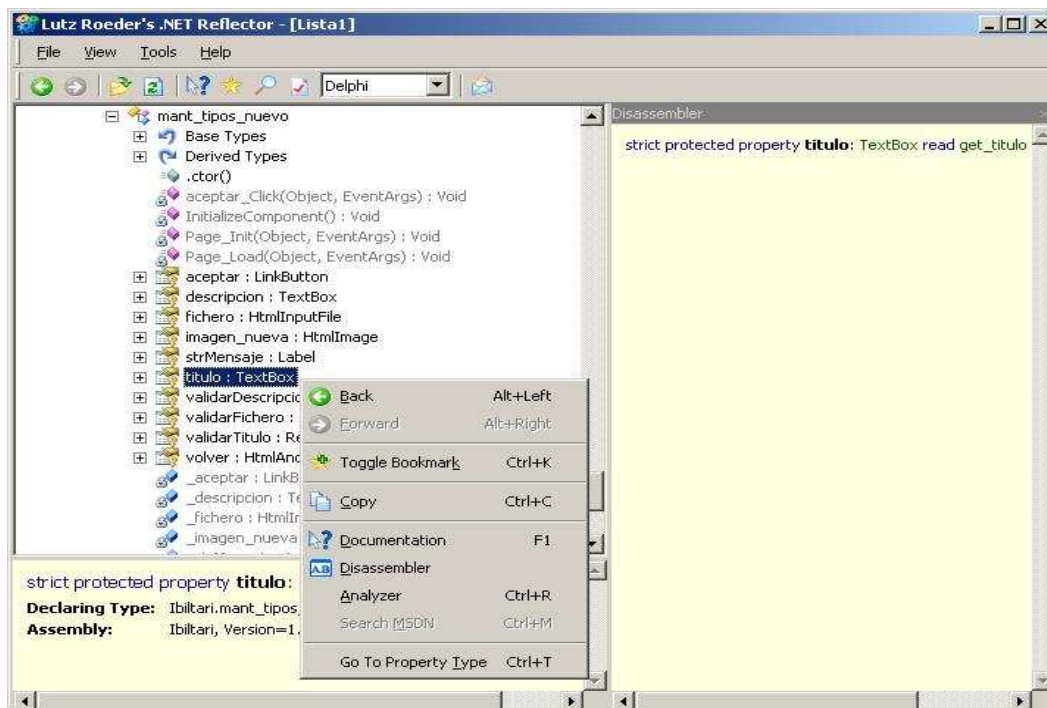 Lutz Roeder's .NET Reflector - [Lista1]
File View Tools Help
Delphi
mant_tipos_nuevo
Base Types
Derived Types
.ctor()
aceptar_Click(Object, EventArgs) : Void
InitializeComponent() : Void
Page_Init(Object, EventArgs) : Void
Page_Load(Object, EventArgs) : Void
aceptar : LinkButton
descripcion : TextBox
fichero : HtmlInputFile
imagen_nueva : HtmlImage
strMensaje : Label
titulo : TextBox
validarDescripcio
validarFichero :
validarTitulo : Re
volver : HtmlAnc
_aceptar : LinkB
_descripcion : Te
_fichero : HtmlIn
_imagen_nueva
Back Alt+Left
Forward Alt+Right
Toggle Bookmark Ctrl+K
Copy Ctrl+C
Documentation F1
Disassembler
Analyzer Ctrl+R
Search MSDN Ctrl+M
Go To Property Type Ctrl+T
strict protected property titulo:
Declaring Type: Ibiltari.mant_tipos_
Assembly: Ibiltari, Version=1.
Disassembler
strict protected property titulo: TextBox read get_titulo